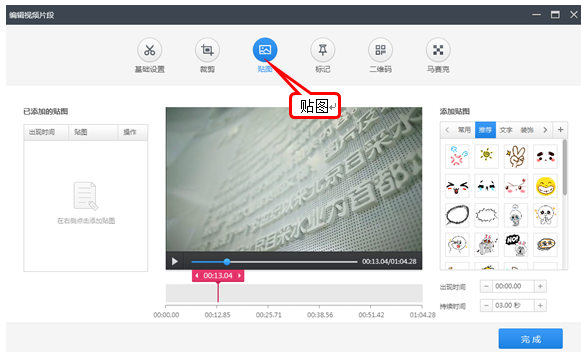 编辑视频片段
基础设置
裁剪
贴图
标记
二维码
马赛克
贴图
已添加的贴图
出现时间 贴图 操作
在右侧点击添加贴图
00:13.04/01:04.28
00:13.04
00:00.00 00:12.85 00:25.71 00:38.56 00:51.42 01:04.28
添加贴图
常用 推荐 文字 装饰
NO!
出现时间 00:00.00
持续时间 03.00 秒
完成